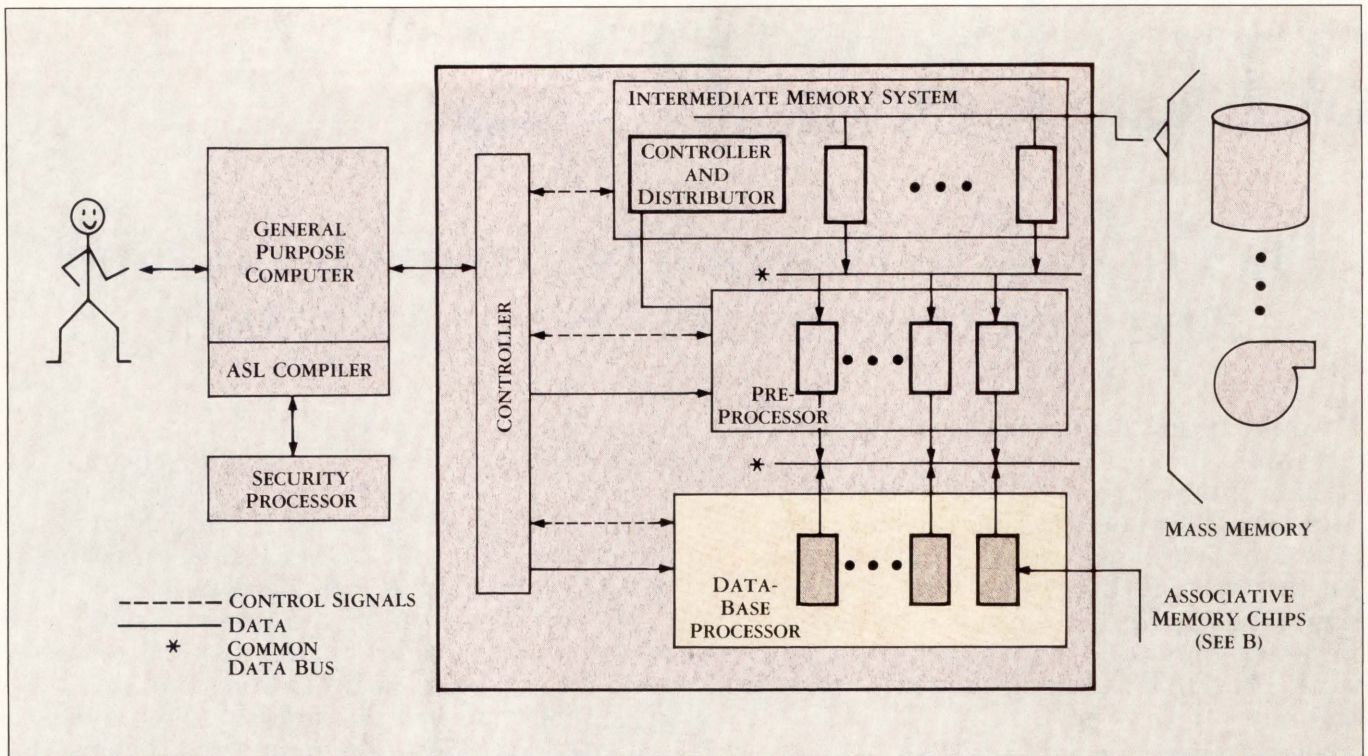 INTERMEDIATE MEMORY SYSTEM
CONTROLLER
AND
DISTRIBUTOR
GENERAL
PURPOSE
COMPUTER
ASL COMPILER
SECURITY
PROCESSOR
CONTROLLER
*
PRE-
PROCESSOR
*
DATA-
BASE
PROCESSOR
MASS MEMORY
ASSOCIATIVE
MEMORY CHIPS
(SEE B)
CONTROL SIGNALS
DATA
* COMMON
DATA BUS